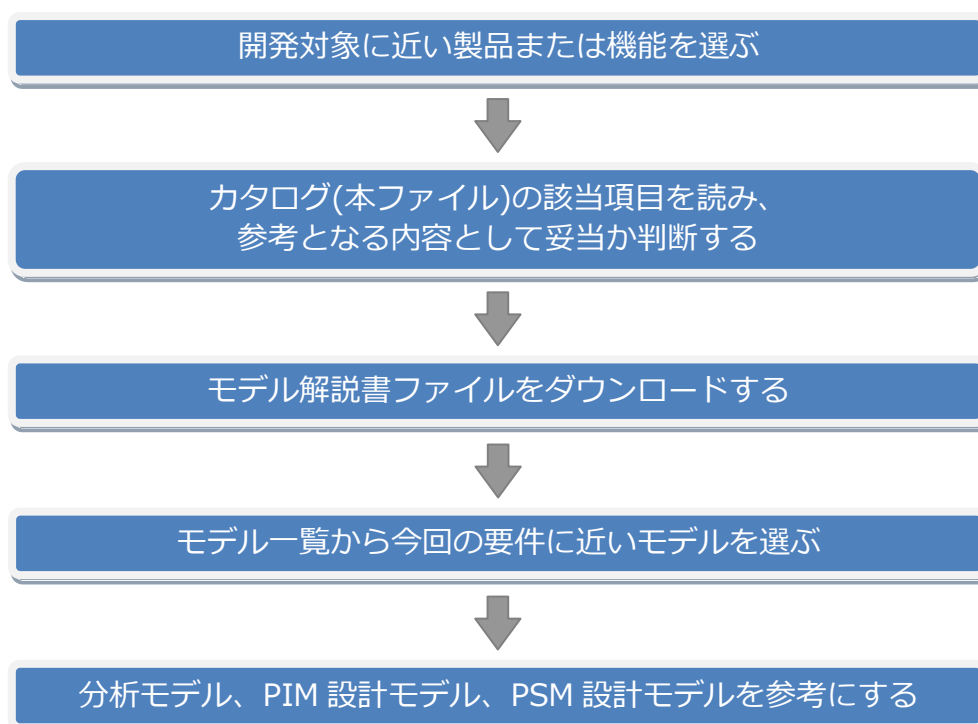 開発対象に近い製品または機能を選ぶ
カタログ(本ファイル)の該当項目を読み、
参考となる内容として妥当か判断する
モデル解説書ファイルをダウンロードする
モデル一覧から今回の要件に近いモデルを選ぶ
分析モデル、PIM 設計モデル、PSM 設計モデルを参考にする